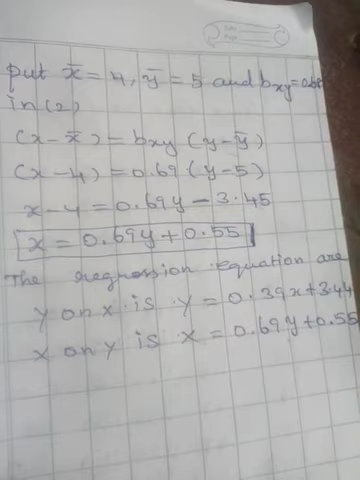 put x̄ = 4, ȳ = 5 and bxy = 0.69
in (2)
(x - x̄) = bxy (y - ȳ)
(x - 4) = 0.69 (y - 5)
x - 4 = 0.69y - 3.45
x = 0.69y + 0.55
The regression equation are
y on x is y = 0.39x + 3.44
x on y is x = 0.69y + 0.55